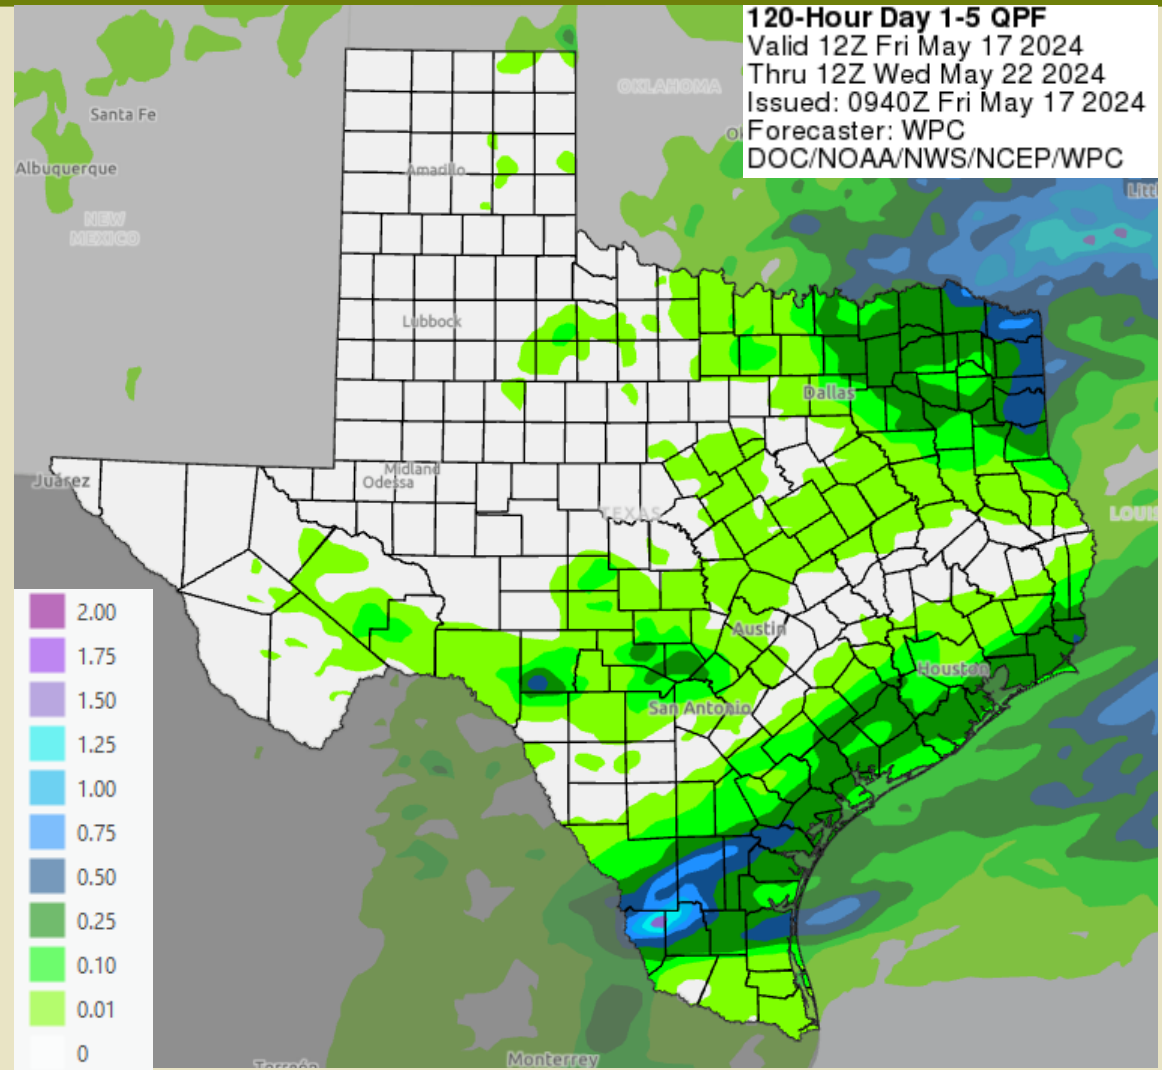 120-Hour Day 1-5 QPF
Valid 12Z Fri May 17 2024
Thru 12Z Wed May 22 2024
Issued: 0940Z Fri May 17 2024
Forecaster: WPC
DOC/NOAA/NWS/NCEP/WPC
OKLAHOMA
Santa Fe
Albuquerque
Amarillo
NEW
MEXICO
Lubbock
Dallas
Juárez
Midland
Odessa
TEXAS
Austin
Houston
San Antonio
2.00
1.75
1.50
1.25
1.00
0.75
0.50
0.25
0.10
0.01
0
Monterrey